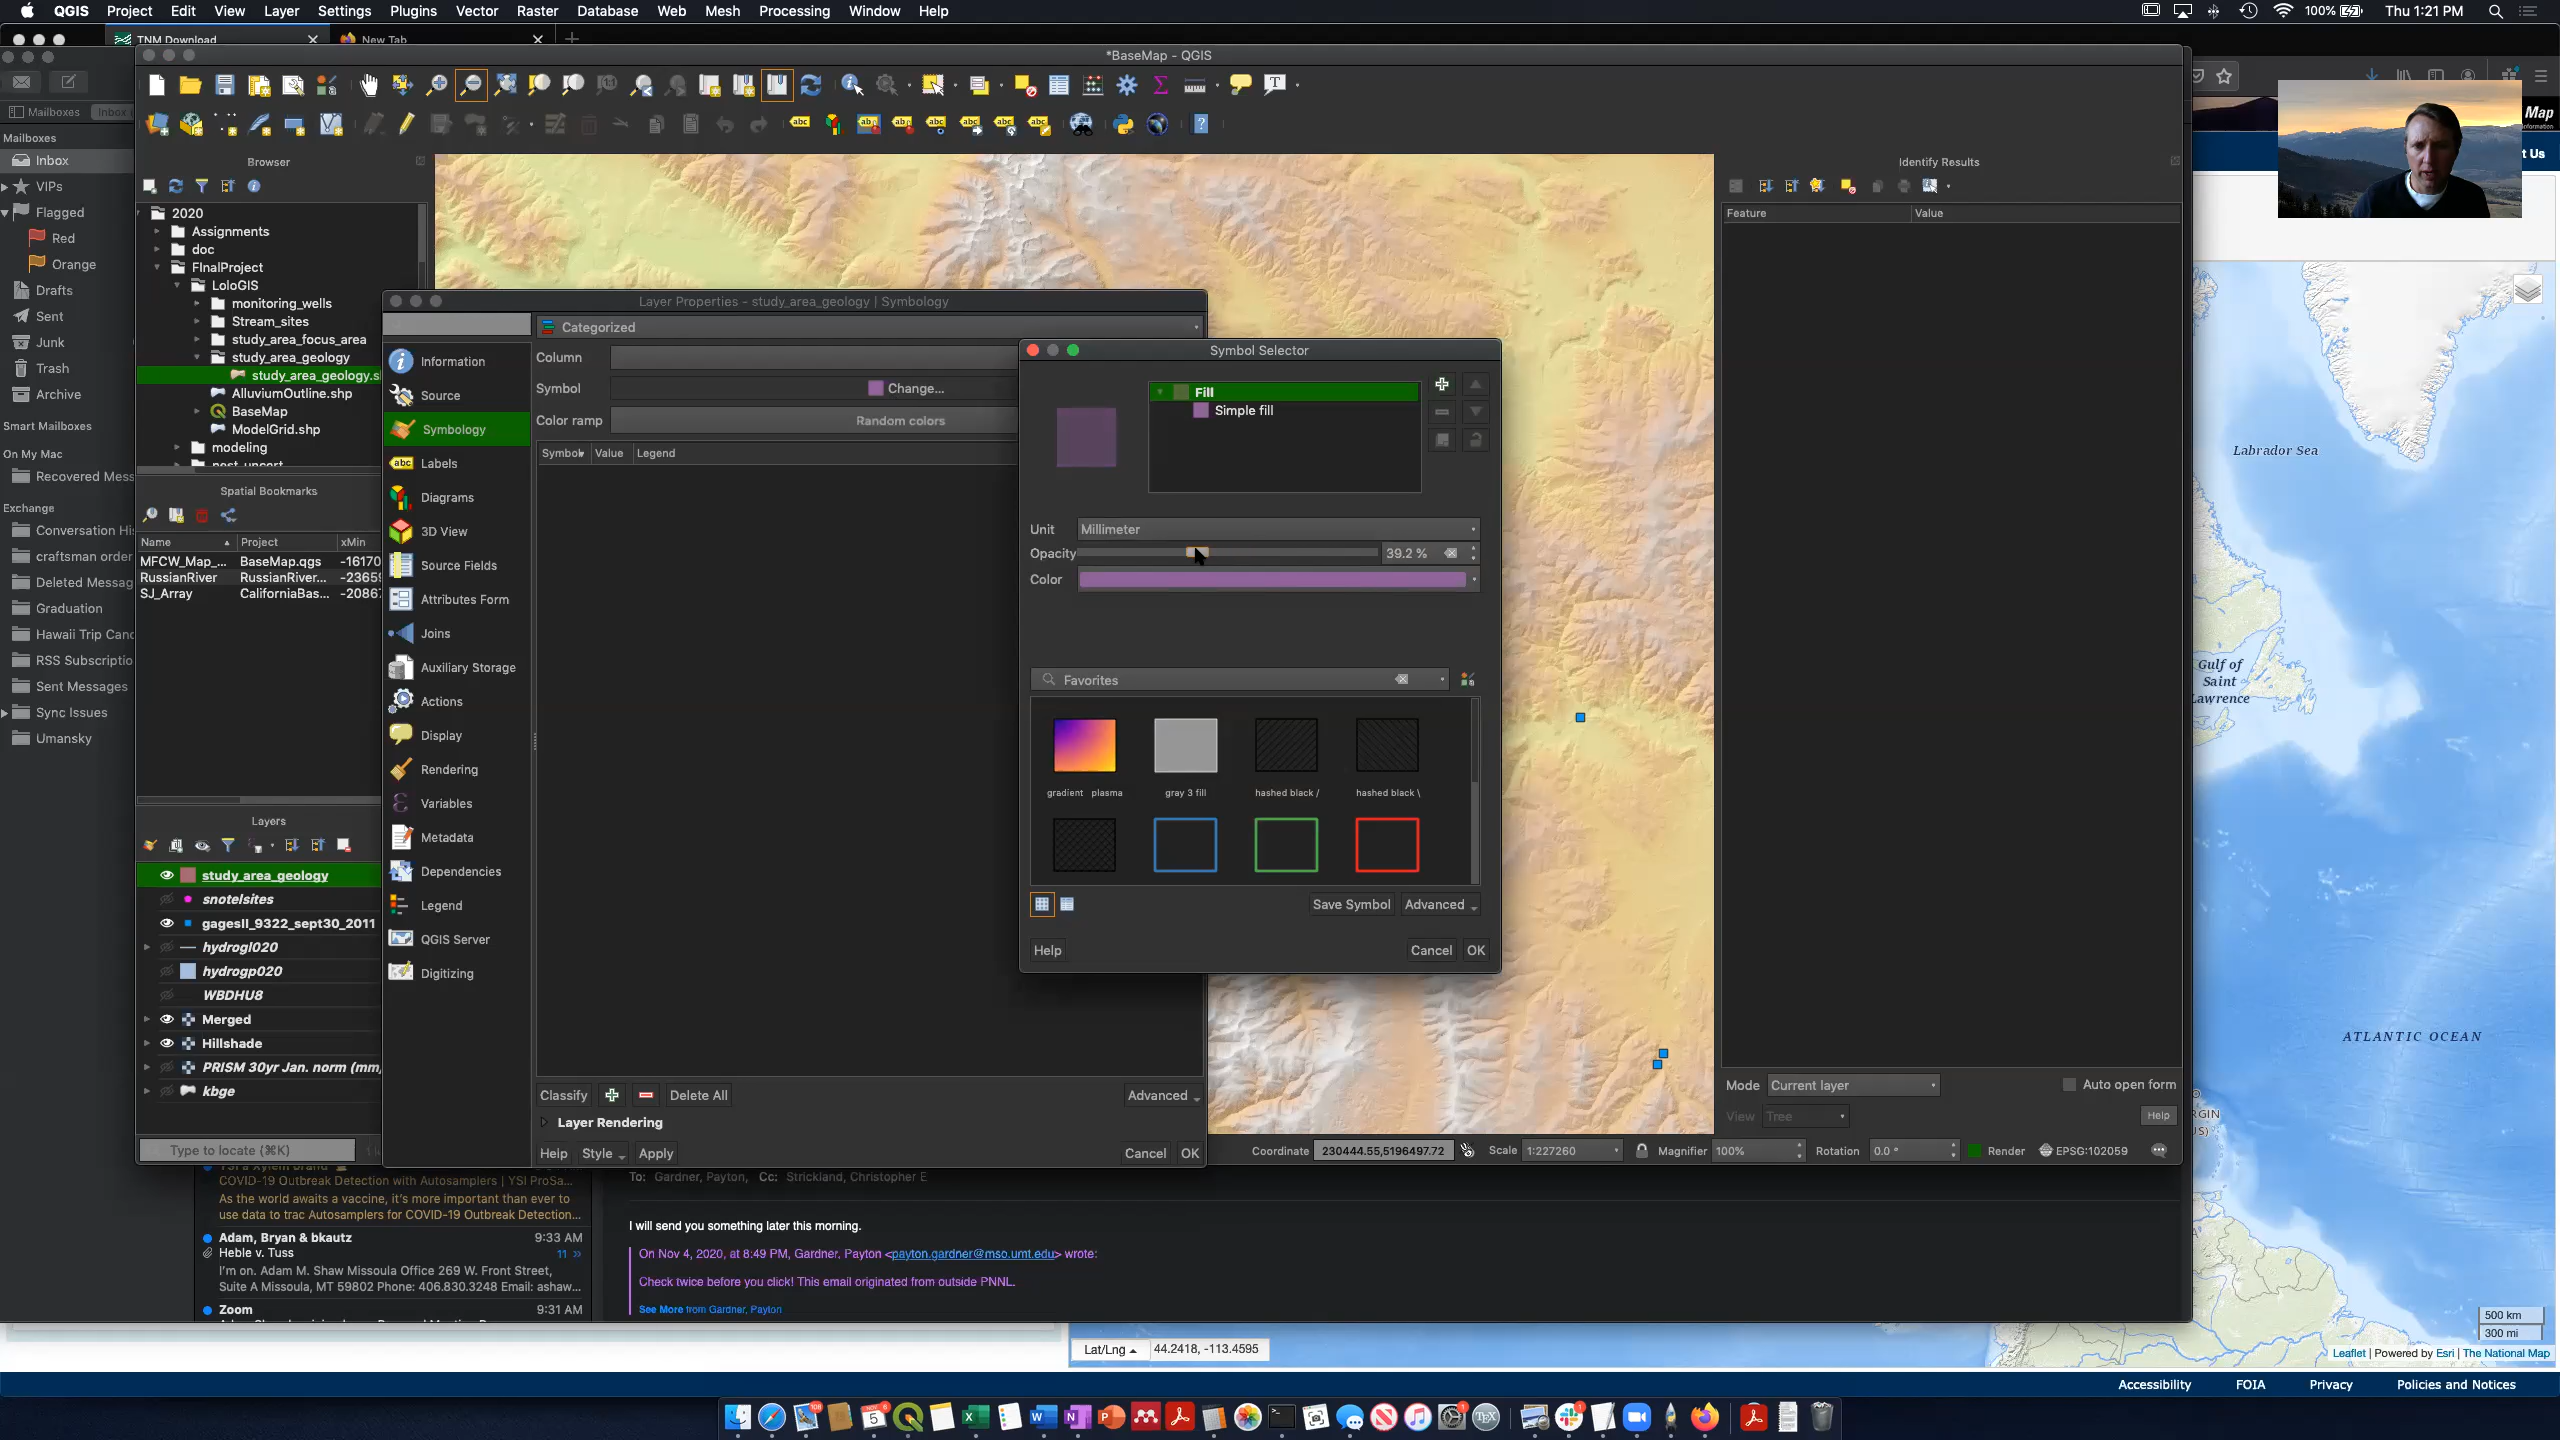 QGIS Project Edit View Layer Settings Plugins Vector Raster Database Web Mesh Processing Window Help
100% Thu 1:21 PM
TNM Download New Tab
*BaseMap - QGIS
Mailboxes Inbox
Mailboxes
Inbox
VIPs
Flagged
Red
Orange
Drafts
Sent
Junk
Trash
Archive
Smart Mailboxes
On My Mac
Recovered Mess
Exchange
Conversation His
craftsman order
Deleted Messag
Graduation
Hawaii Trip Canc
RSS Subscriptio
Sent Messages
Sync Issues
Umansky
Browser
2020
Assignments
doc
FInalProject
LoloGIS
monitoring_wells
Stream_sites
study_area_focus_area
study_area_geology
study_area_geology.s
AlluviumOutline.shp
BaseMap
ModelGrid.shp
modeling
Spatial Bookmarks
Name Project xMin
MFCW_Map_... BaseMap.qgs -16170
RussianRiver RussianRiver... -23659
SJ_Array CaliforniaBas... -20867
Layers
study_area_geology
snotelsites
gagesII_9322_sept30_2011
hydrogl020
hydrogp020
WBDHU8
Merged
Hillshade
PRISM 30yr Jan. norm (mm
kbge
Type to locate (⌘K)
Layer Properties - study_area_geology | Symbology
Information
Source
Symbology
Labels
Diagrams
3D View
Source Fields
Attributes Form
Joins
Auxiliary Storage
Actions
Display
Rendering
Variables
Metadata
Dependencies
Legend
QGIS Server
Digitizing
Categorized
Column
Symbol Change...
Color ramp Random colors
Symbol Value Legend
Classify Delete All Advanced
Layer Rendering
Help Style Apply Cancel OK
Symbol Selector
Fill
Simple fill
Unit Millimeter
Opacity 39.2 %
Color
Favorites
gradient plasma gray 3 fill hashed black / hashed black \
Save Symbol Advanced
Help Cancel OK
Identify Results
Feature Value
Mode Current layer Auto open form
View Tree Help
Coordinate 230444.55,5196497.72 Scale 1:227260 Magnifier 100% Rotation 0.0 ° Render EPSG:102059
COVID-19 Outbreak Detection with Autosamplers | YSI ProSa...
As the world awaits a vaccine, it's more important than ever to
use data to trac Autosamplers for COVID-19 Outbreak Detection...
Adam, Bryan & bkautz 9:33 AM
Heble v. Tuss 11 »
I'm on. Adam M. Shaw Missoula Office 269 W. Front Street,
Suite A Missoula, MT 59802 Phone: 406.830.3248 Email: ashaw...
Zoom 9:31 AM
To: Gardner, Payton, Cc: Strickland, Christopher E
I will send you something later this morning.
On Nov 4, 2020, at 8:49 PM, Gardner, Payton <payton.gardner@mso.umt.edu> wrote:
Check twice before you click! This email originated from outside PNNL.
See More from Gardner, Payton
Map
t Us
Labrador Sea
Gulf of
Saint
Lawrence
ATLANTIC OCEAN
500 km
300 mi
Lat/Lng 44.2418, -113.4595
Leaflet | Powered by Esri | The National Map
Accessibility FOIA Privacy Policies and Notices